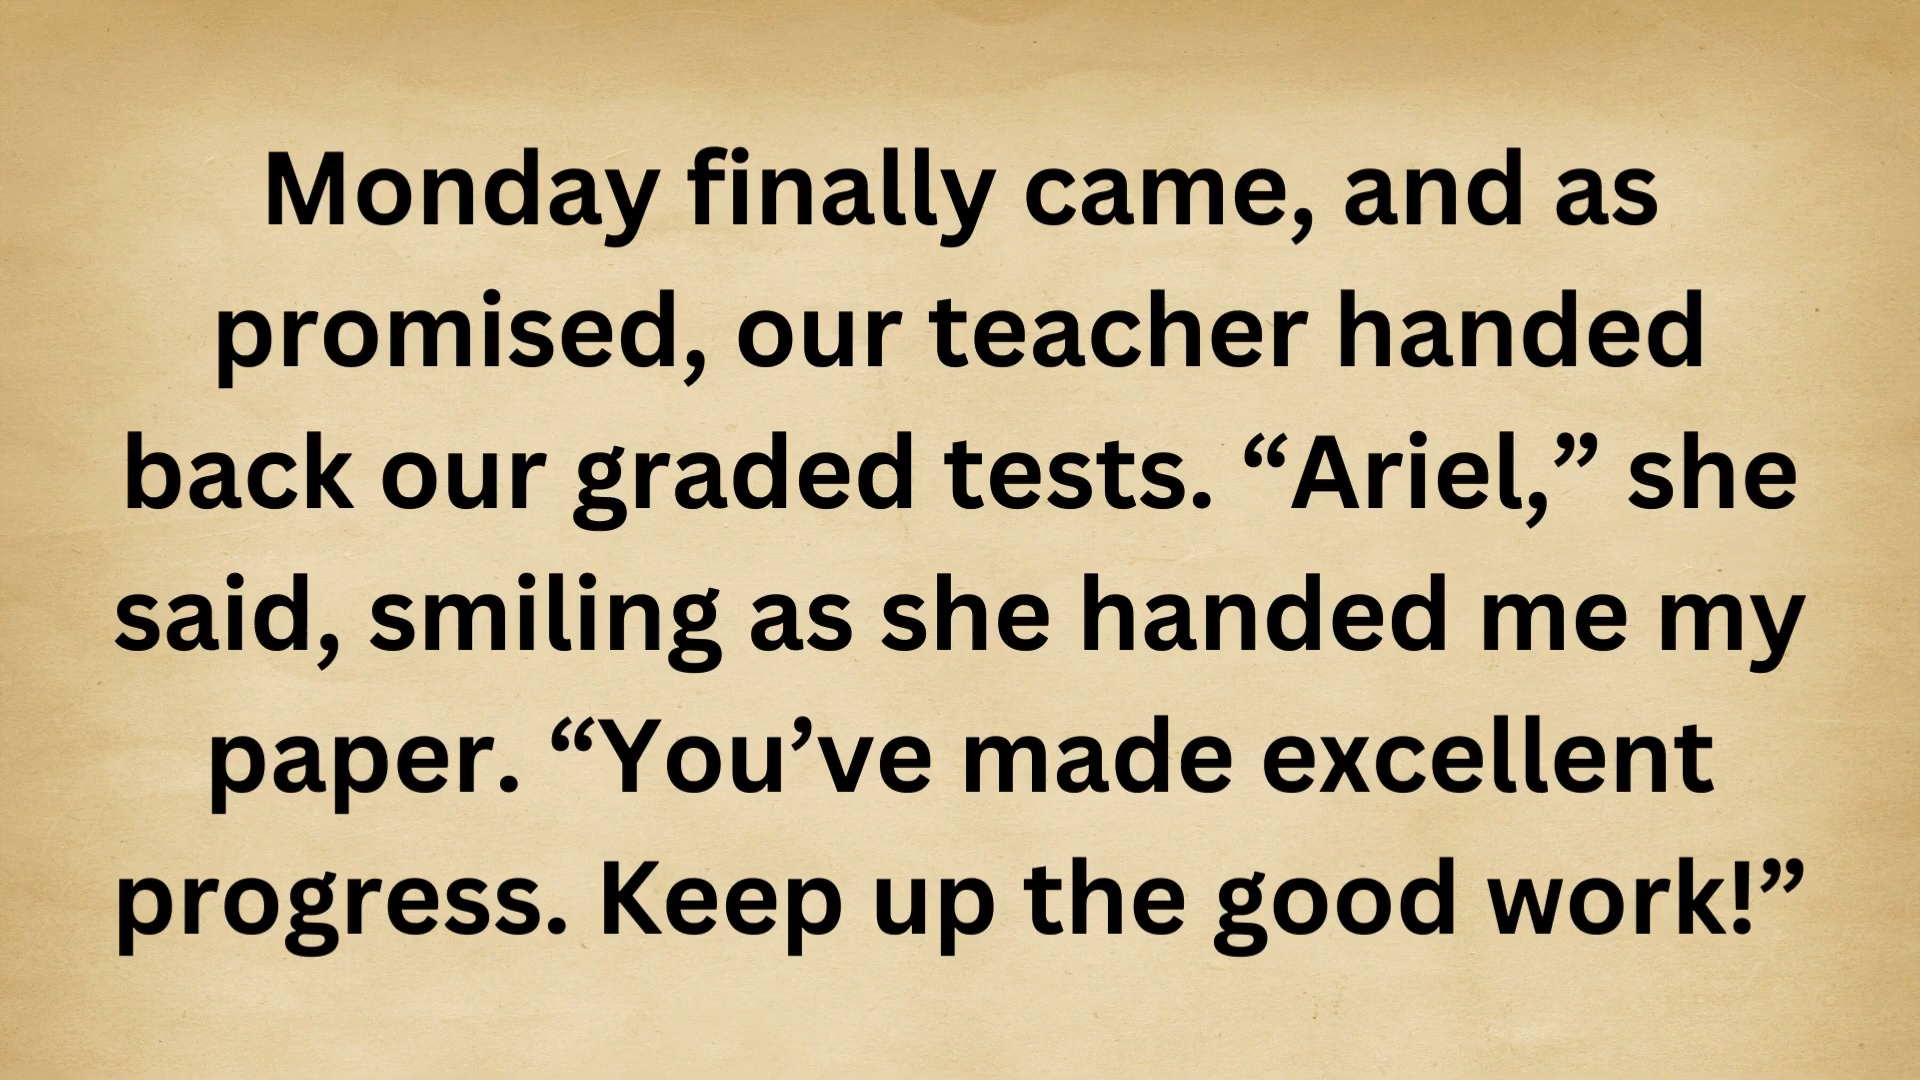 Monday finally came, and as
promised, our teacher handed
back our graded tests. “Ariel,” she
said, smiling as she handed me my
paper. “You’ve made excellent
progress. Keep up the good work!”